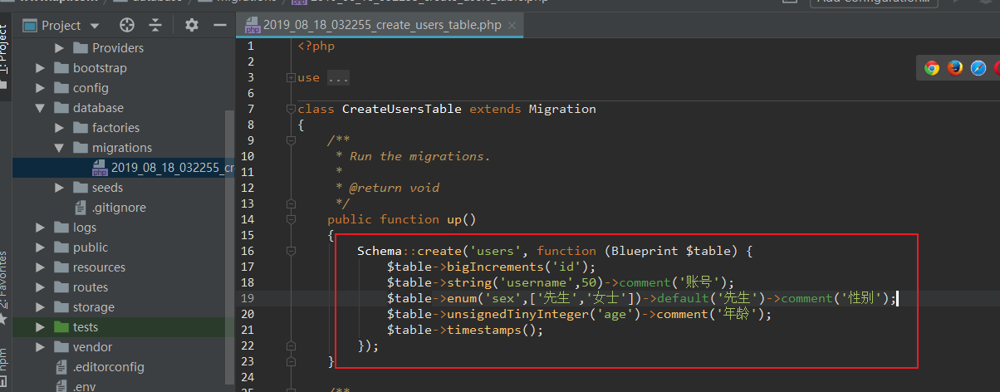 database
migrations
2019_08_18_032255_create_users_table.php
Add Configuration...
1: Project
Project
2019_08_18_032255_create_users_table.php
Providers
bootstrap
config
database
factories
migrations
2019_08_18_032255_cr
seeds
.gitignore
logs
public
resources
routes
storage
tests
vendor
.editorconfig
.env
2: Favorites
npm
1 <?php
2
3 use ...
6
7 class CreateUsersTable extends Migration
8 {
9 /**
10 * Run the migrations.
11 *
12 * @return void
13 */
14 public function up()
15 {
16 Schema::create('users', function (Blueprint $table) {
17 $table->bigIncrements('id');
18 $table->string('username',50)->comment('账号');
19 $table->enum('sex',['先生','女士'])->default('先生')->comment('性别');
20 $table->unsignedTinyInteger('age')->comment('年龄');
21 $table->timestamps();
22 });
23 }
24
25 /**